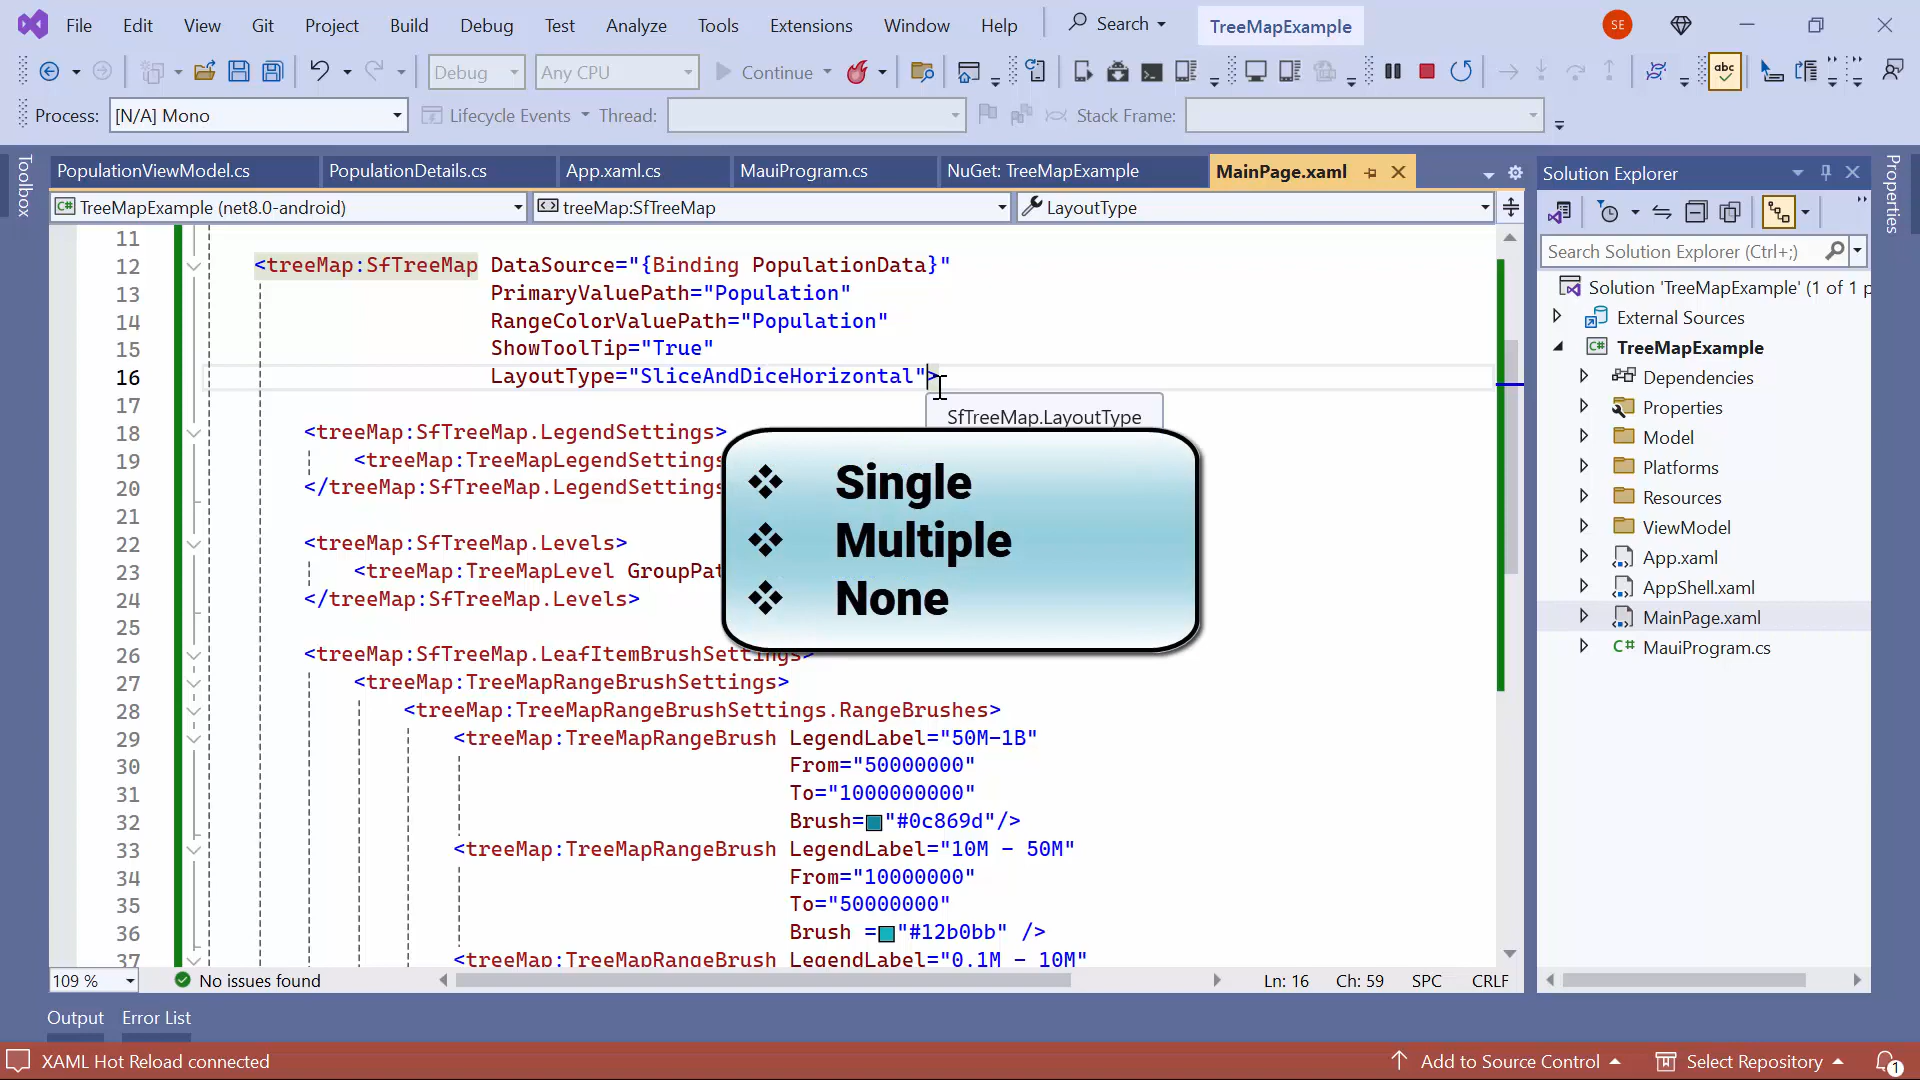 File Edit View Git Project Build Debug Test Analyze Tools Extensions Window Help Search TreeMapExample SE
Debug Any CPU Continue abc
Process: [N/A] Mono Lifecycle Events Thread: Stack Frame:
Toolbox
PopulationViewModel.cs PopulationDetails.cs App.xaml.cs MauiProgram.cs NuGet: TreeMapExample MainPage.xaml
TreeMapExample (net8.0-android) treeMap:SfTreeMap LayoutType
11
12 <treeMap:SfTreeMap DataSource="{Binding PopulationData}"
13 PrimaryValuePath="Population"
14 RangeColorValuePath="Population"
15 ShowToolTip="True"
16 LayoutType="SliceAndDiceHorizontal">
17 SfTreeMap.LayoutType
18 <treeMap:SfTreeMap.LegendSettings>
19 <treeMap:TreeMapLegendSettings
20 </treeMap:SfTreeMap.LegendSettings
21
22 <treeMap:SfTreeMap.Levels>
23 <treeMap:TreeMapLevel GroupPat
24 </treeMap:SfTreeMap.Levels>
25
26 <treeMap:SfTreeMap.LeafItemBrushSettings>
27 <treeMap:TreeMapRangeBrushSettings>
28 <treeMap:TreeMapRangeBrushSettings.RangeBrushes>
29 <treeMap:TreeMapRangeBrush LegendLabel="50M-1B"
30 From="50000000"
31 To="1000000000"
32 Brush="#0c869d"/>
33 <treeMap:TreeMapRangeBrush LegendLabel="10M - 50M"
34 From="10000000"
35 To="50000000"
36 Brush ="#12b0bb" />
37 <treeMap:TreeMapRangeBrush LegendLabel="0.1M - 10M"
❖ Single
❖ Multiple
❖ None
109 % No issues found Ln: 16 Ch: 59 SPC CRLF
Solution Explorer
Search Solution Explorer (Ctrl+;)
Solution 'TreeMapExample' (1 of 1 p
External Sources
C# TreeMapExample
Dependencies
Properties
Model
Platforms
Resources
ViewModel
App.xaml
AppShell.xaml
MainPage.xaml
C# MauiProgram.cs
Properties
Output Error List
XAML Hot Reload connected Add to Source Control Select Repository 1